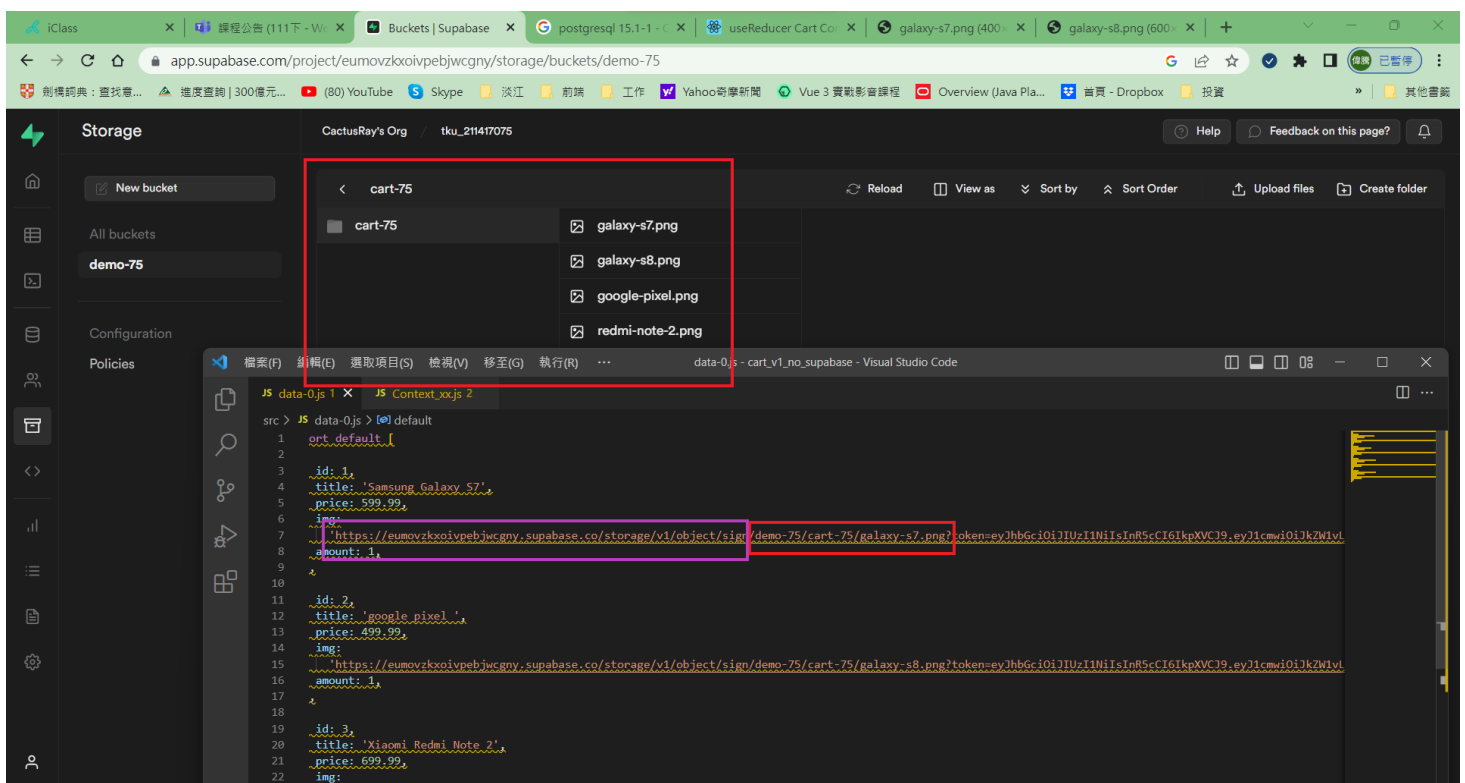 iClass
課程公告 (111下 - We
Buckets | Supabase
postgresql 15.1-1 - G
useReducer Cart Con
galaxy-s7.png (400×
galaxy-s8.png (600×
app.supabase.com/project/eumovzkxoivpebjwcgny/storage/buckets/demo-75
已暫停
劍橋詞典：查找意...
進度查詢 | 300億元...
(80) YouTube
Skype
淡江
前端
工作
Yahoo奇摩新聞
Vue 3 實戰影音課程
Overview (Java Pla...
首頁 - Dropbox
投資
»
其他書籤
Storage
CactusRay's Org / tku_211417075
Help
Feedback on this page?
New bucket
cart-75
Reload
View as
Sort by
Sort Order
Upload files
Create folder
All buckets
demo-75
cart-75
galaxy-s7.png
galaxy-s8.png
google-pixel.png
redmi-note-2.png
Configuration
Policies
檔案(F) 編輯(E) 選取項目(S) 檢視(V) 移至(G) 執行(R) ··· data-0.js - cart_v1_no_supabase - Visual Studio Code
JS data-0.js 1 JS Context_xx.js 2
src > JS data-0.js > default
1 ort default [
2
3 id: 1,
4 title: 'Samsung Galaxy S7',
5 price: 599.99,
6 img:
7 'https://eumovzkxoivpebjwcgny.supabase.co/storage/v1/object/sign/demo-75/cart-75/galaxy-s7.png?token=eyJhbGciOiJIUzI1NiIsInR5cCI6IkpXVCJ9.eyJ1cmwiOiJkZW1vL
8 amount: 1,
9 ,
10
11 id: 2,
12 title: 'google pixel ',
13 price: 499.99,
14 img:
15 'https://eumovzkxoivpebjwcgny.supabase.co/storage/v1/object/sign/demo-75/cart-75/galaxy-s8.png?token=eyJhbGciOiJIUzI1NiIsInR5cCI6IkpXVCJ9.eyJ1cmwiOiJkZW1vL
16 amount: 1,
17 ,
18
19 id: 3,
20 title: 'Xiaomi Redmi Note 2',
21 price: 699.99,
22 img: